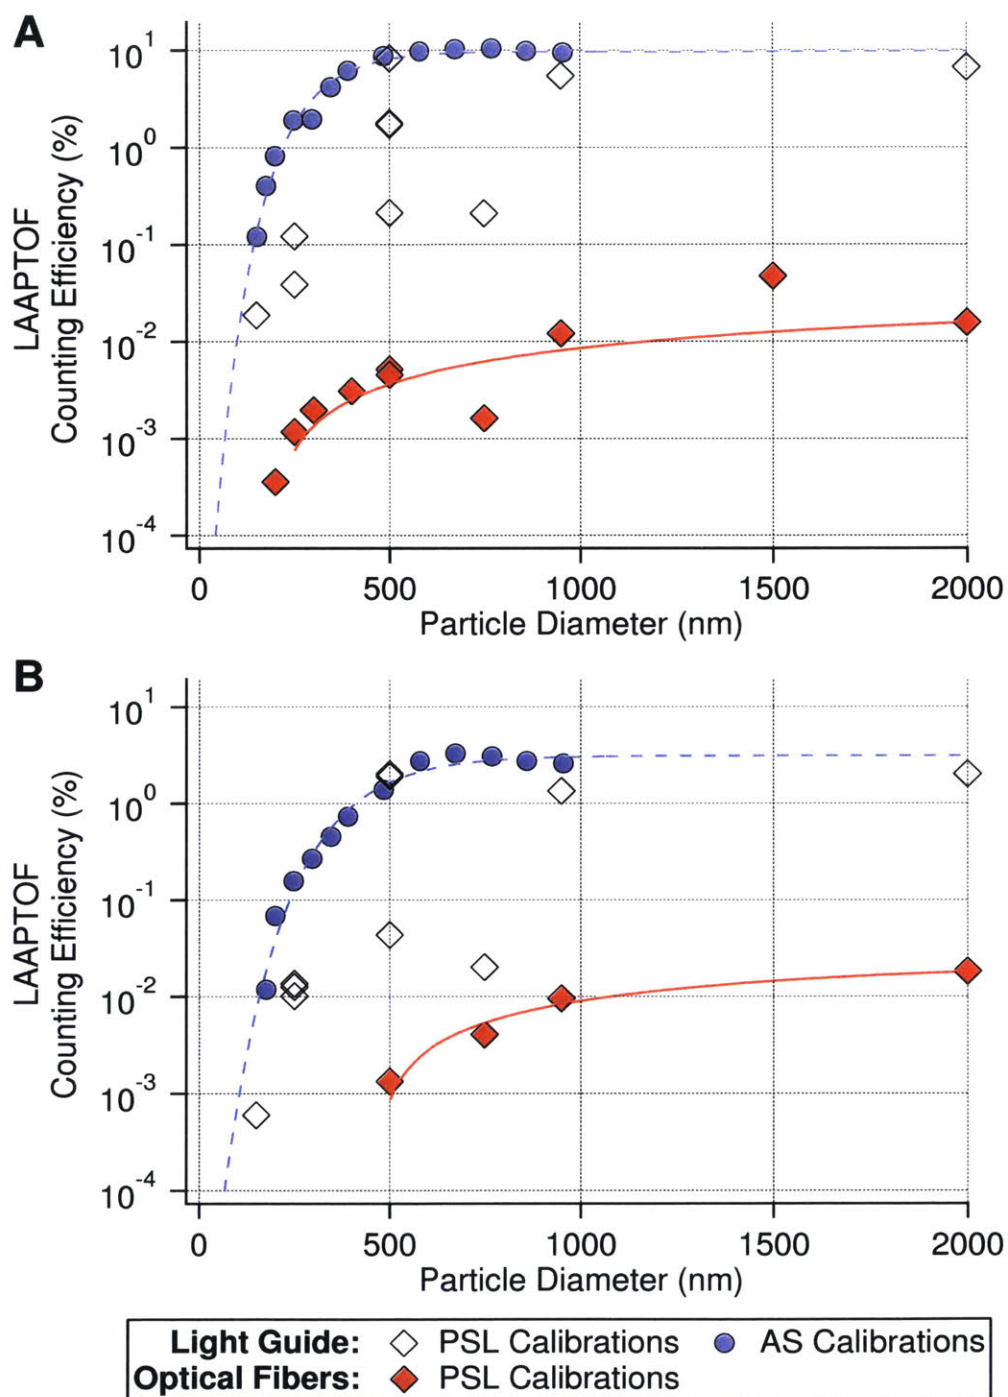 A
10^1
10^0
10^-1
10^-2
10^-3
10^-4
LAAPTOF
Counting Efficiency (%)
0 500 1000 1500 2000
Particle Diameter (nm)
B
10^1
10^0
10^-1
10^-2
10^-3
10^-4
LAAPTOF
Counting Efficiency (%)
0 500 1000 1500 2000
Particle Diameter (nm)
Light Guide: PSL Calibrations AS Calibrations
Optical Fibers: PSL Calibrations